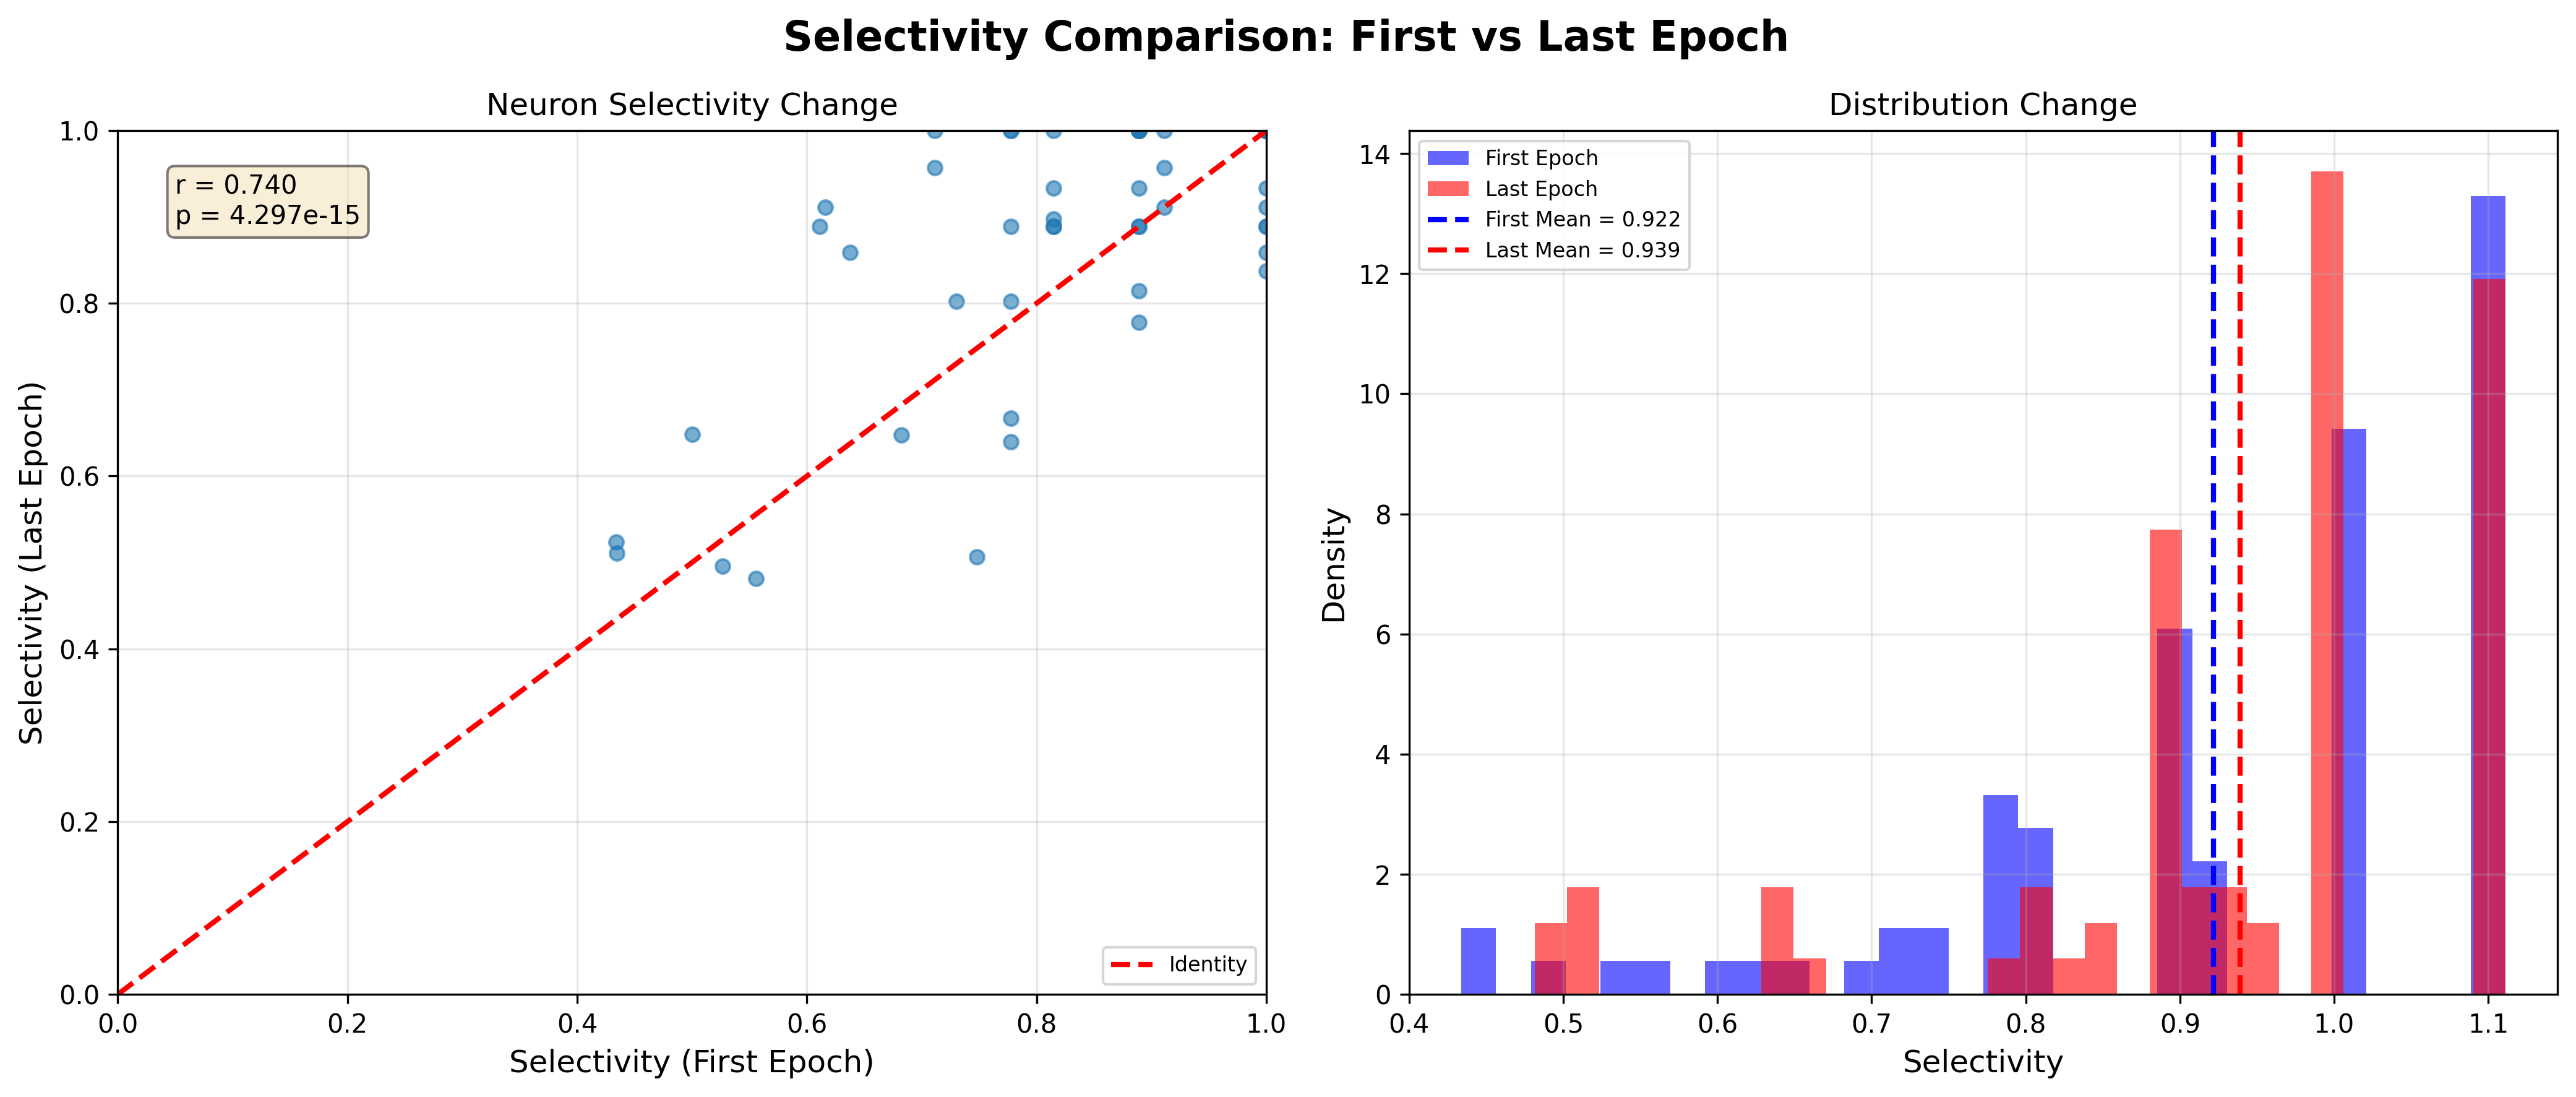 Selectivity Comparison: First vs Last Epoch
Neuron Selectivity Change
r = 0.740
p = 4.297e-15
Selectivity (Last Epoch)
1.0
0.8
0.6
0.4
0.2
0.0
0.0 0.2 0.4 0.6 0.8 1.0
Selectivity (First Epoch)
Identity
Distribution Change
First Epoch
Last Epoch
First Mean = 0.922
Last Mean = 0.939
Density
14
12
10
8
6
4
2
0
0.4 0.5 0.6 0.7 0.8 0.9 1.0 1.1
Selectivity